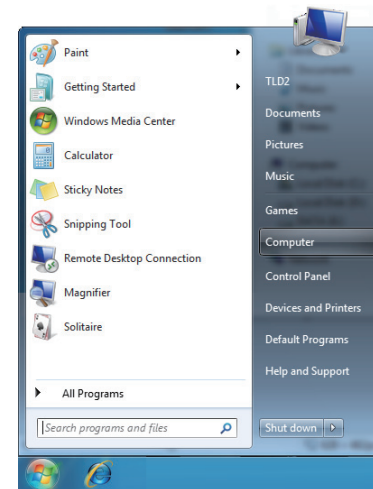 Paint
Getting Started
Windows Media Center
Calculator
Sticky Notes
Snipping Tool
Remote Desktop Connection
Magnifier
Solitaire
All Programs
Search programs and files
TLD2
Documents
Pictures
Music
Games
Computer
Control Panel
Devices and Printers
Default Programs
Help and Support
Shut down